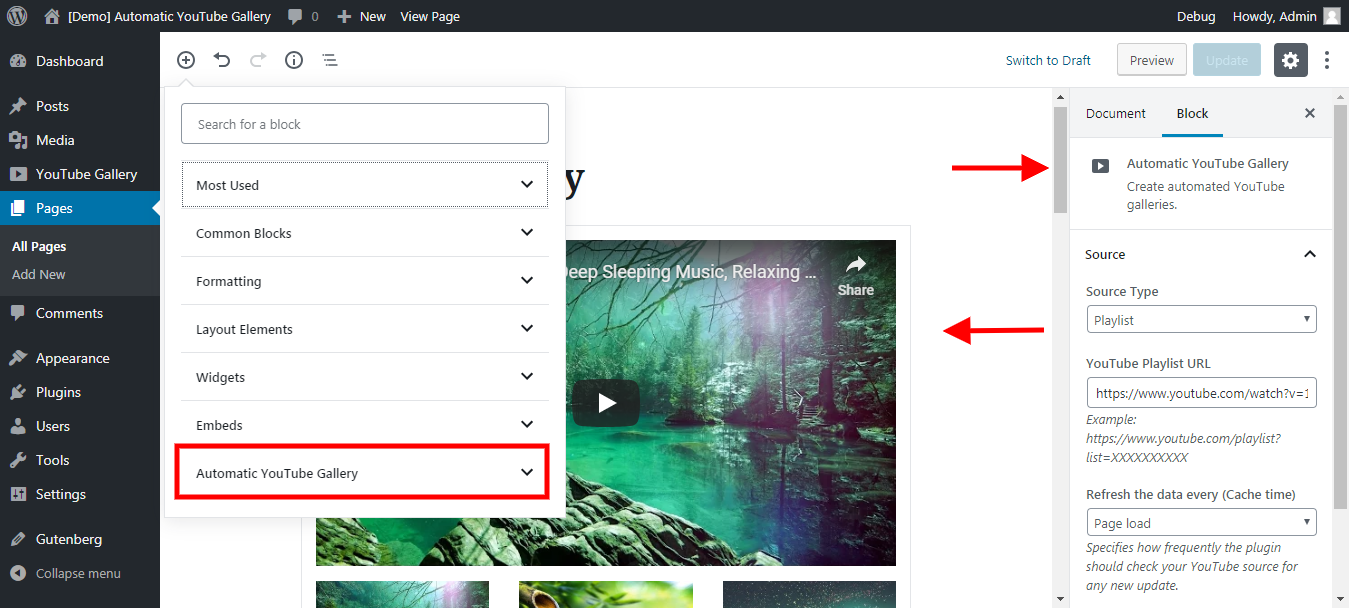 [Demo] Automatic YouTube Gallery 0 New View Page Debug Howdy, Admin
Dashboard
Posts
Media
YouTube Gallery
Pages
All Pages
Add New
Comments
Appearance
Plugins
Users
Tools
Settings
Gutenberg
Collapse menu
Switch to Draft Preview Update
Search for a block
Most Used
Common Blocks
Formatting
Layout Elements
Widgets
Embeds
Automatic YouTube Gallery
y
Deep Sleeping Music, Relaxing ...
Share
Document Block
Automatic YouTube Gallery
Create automated YouTube
galleries.
Source
Source Type
Playlist
YouTube Playlist URL
https://www.youtube.com/watch?v=1
Example:
https://www.youtube.com/playlist?
list=XXXXXXXXXX
Refresh the data every (Cache time)
Page load
Specifies how frequently the plugin
should check your YouTube source for
any new update.